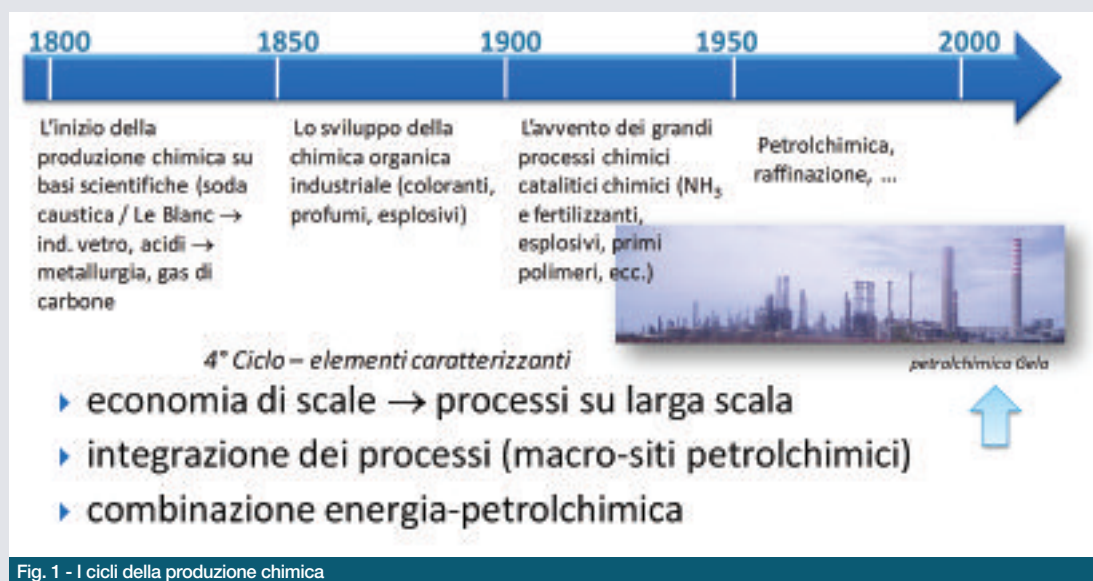 1800 1850 1900 1950 2000
L'inizio della
produzione chimica su
basi scientifiche (soda
caustica / Le Blanc →
ind. vetro, acidi →
metallurgia, gas di
carbone
Lo sviluppo della
chimica organica
industriale (coloranti,
profumi, esplosivi)
L'avvento dei grandi
processi chimici
catalitici chimici (NH₃
e fertilizzanti,
esplosivi, primi
polimeri, ecc.)
Petrolchimica,
raffinazione, ...
petrolchimica Gela
4° Ciclo – elementi caratterizzanti
economia di scale → processi su larga scala
integrazione dei processi (macro-siti petrolchimici)
combinazione energia-petrolchimica
Fig. 1 - I cicli della produzione chimica